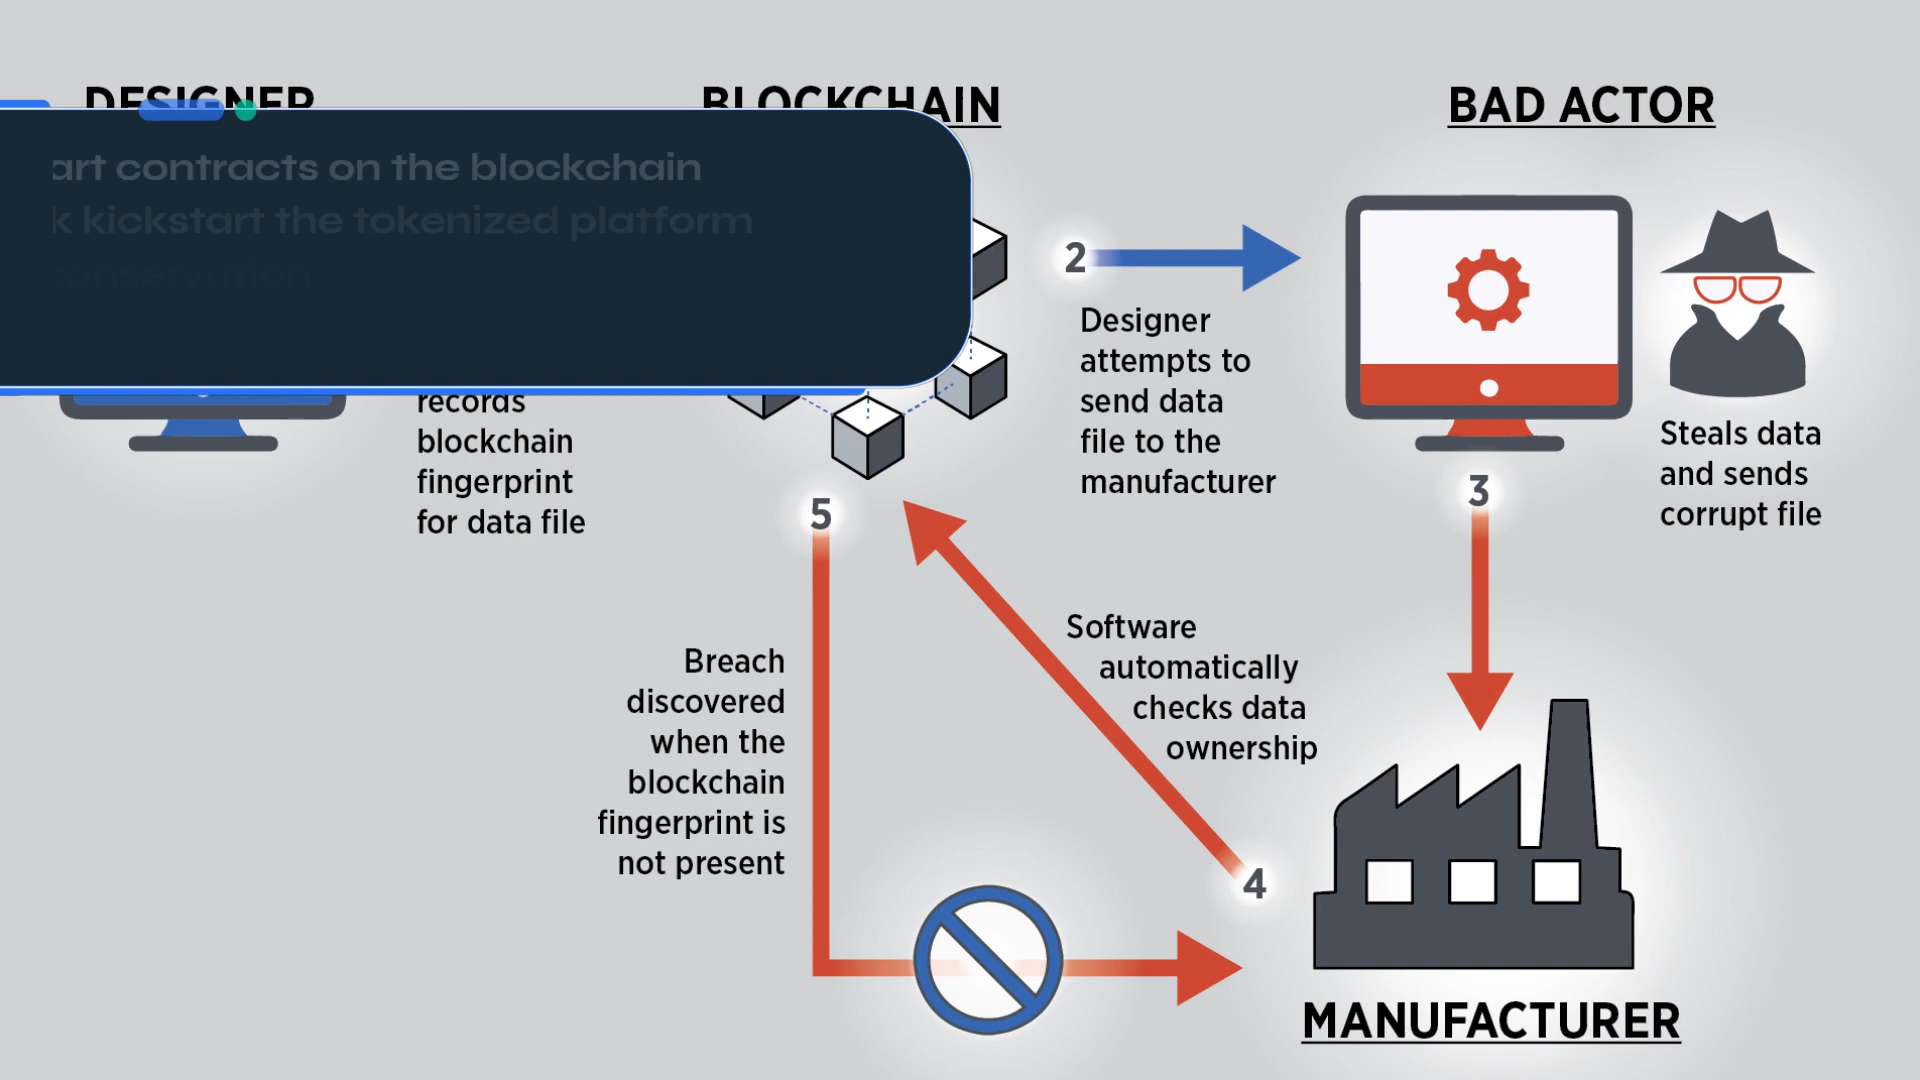 DESIGNER
BLOCKCHAIN
BAD ACTOR
art contracts on the blockchain
k kickstart the tokenized platform
conservation
records
blockchain
fingerprint
for data file
2
Designer
attempts to
send data
file to the
manufacturer
Steals data
and sends
corrupt file
3
5
Software
automatically
checks data
ownership
Breach
discovered
when the
blockchain
fingerprint is
not present
4
MANUFACTURER